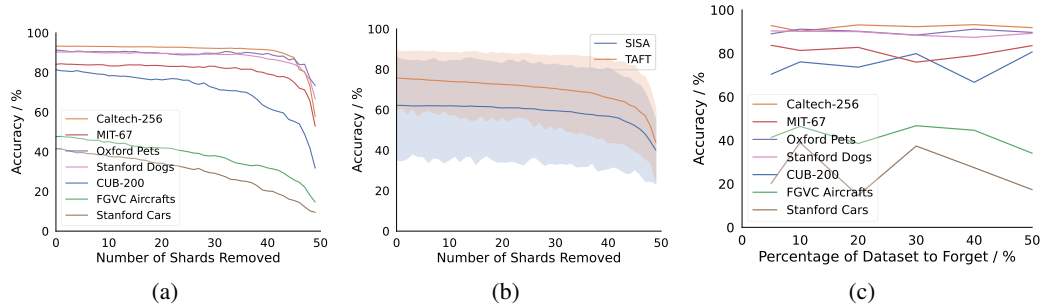 100
80
60
40
20
0
Accuracy / %
Caltech-256
MIT-67
Oxford Pets
Stanford Dogs
CUB-200
FGVC Aircrafts
Stanford Cars
0 10 20 30 40 50
Number of Shards Removed
(a)
100
80
60
40
20
0
Accuracy / %
SISA
TAFT
0 10 20 30 40 50
Number of Shards Removed
(b)
100
80
60
40
20
0
Accuracy / %
Caltech-256
MIT-67
Oxford Pets
Stanford Dogs
CUB-200
FGVC Aircrafts
Stanford Cars
0 10 20 30 40 50
Percentage of Dataset to Forget / %
(c)